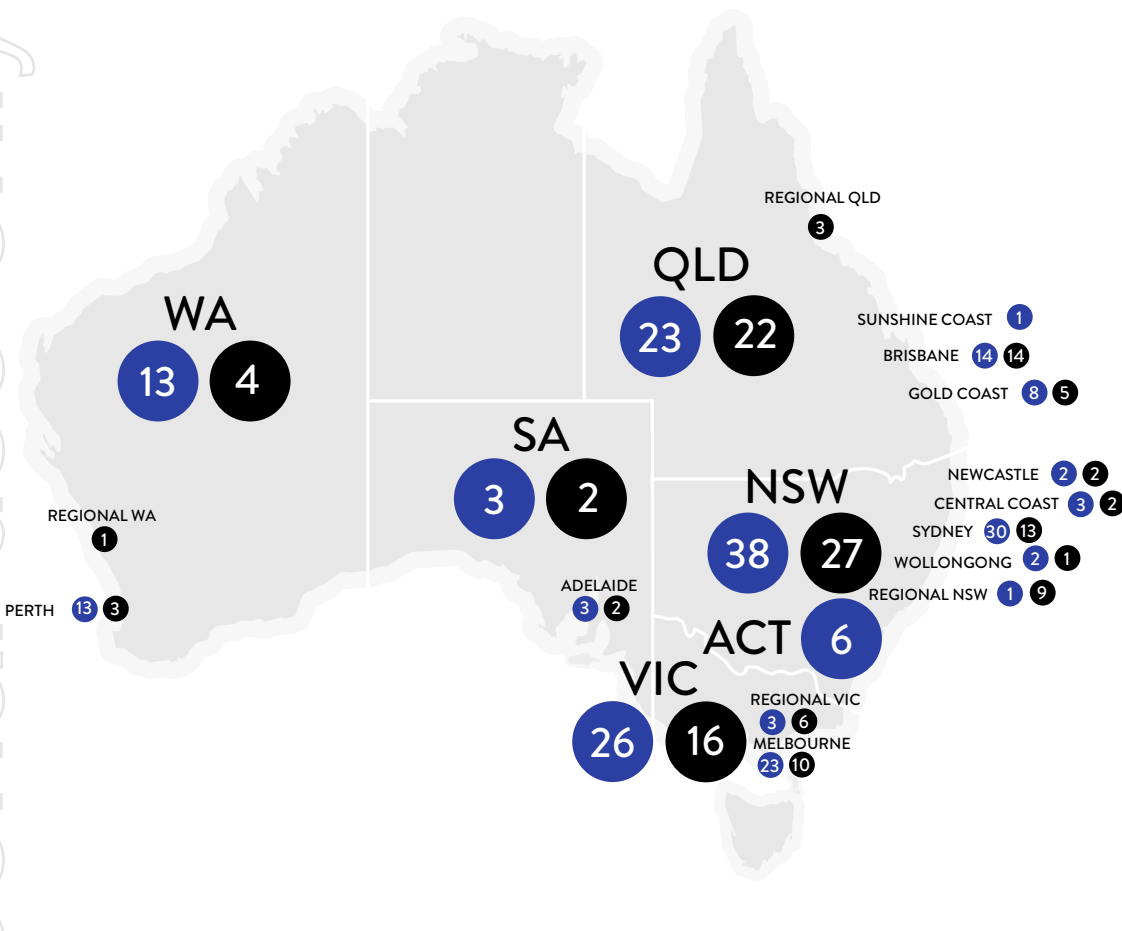 REGIONAL QLD
3
QLD
23 22
SUNSHINE COAST 1
BRISBANE 14 14
GOLD COAST 8 5
WA
13 4
SA
3 2
NSW
38 27
NEWCASTLE 2 2
CENTRAL COAST 3 2
SYDNEY 30 13
WOLLONGONG 2 1
REGIONAL NSW 1 9
REGIONAL WA
1
PERTH 13 3
ADELAIDE
3 2
ACT 6
VIC
26 16
REGIONAL VIC
3 6
MELBOURNE
23 10